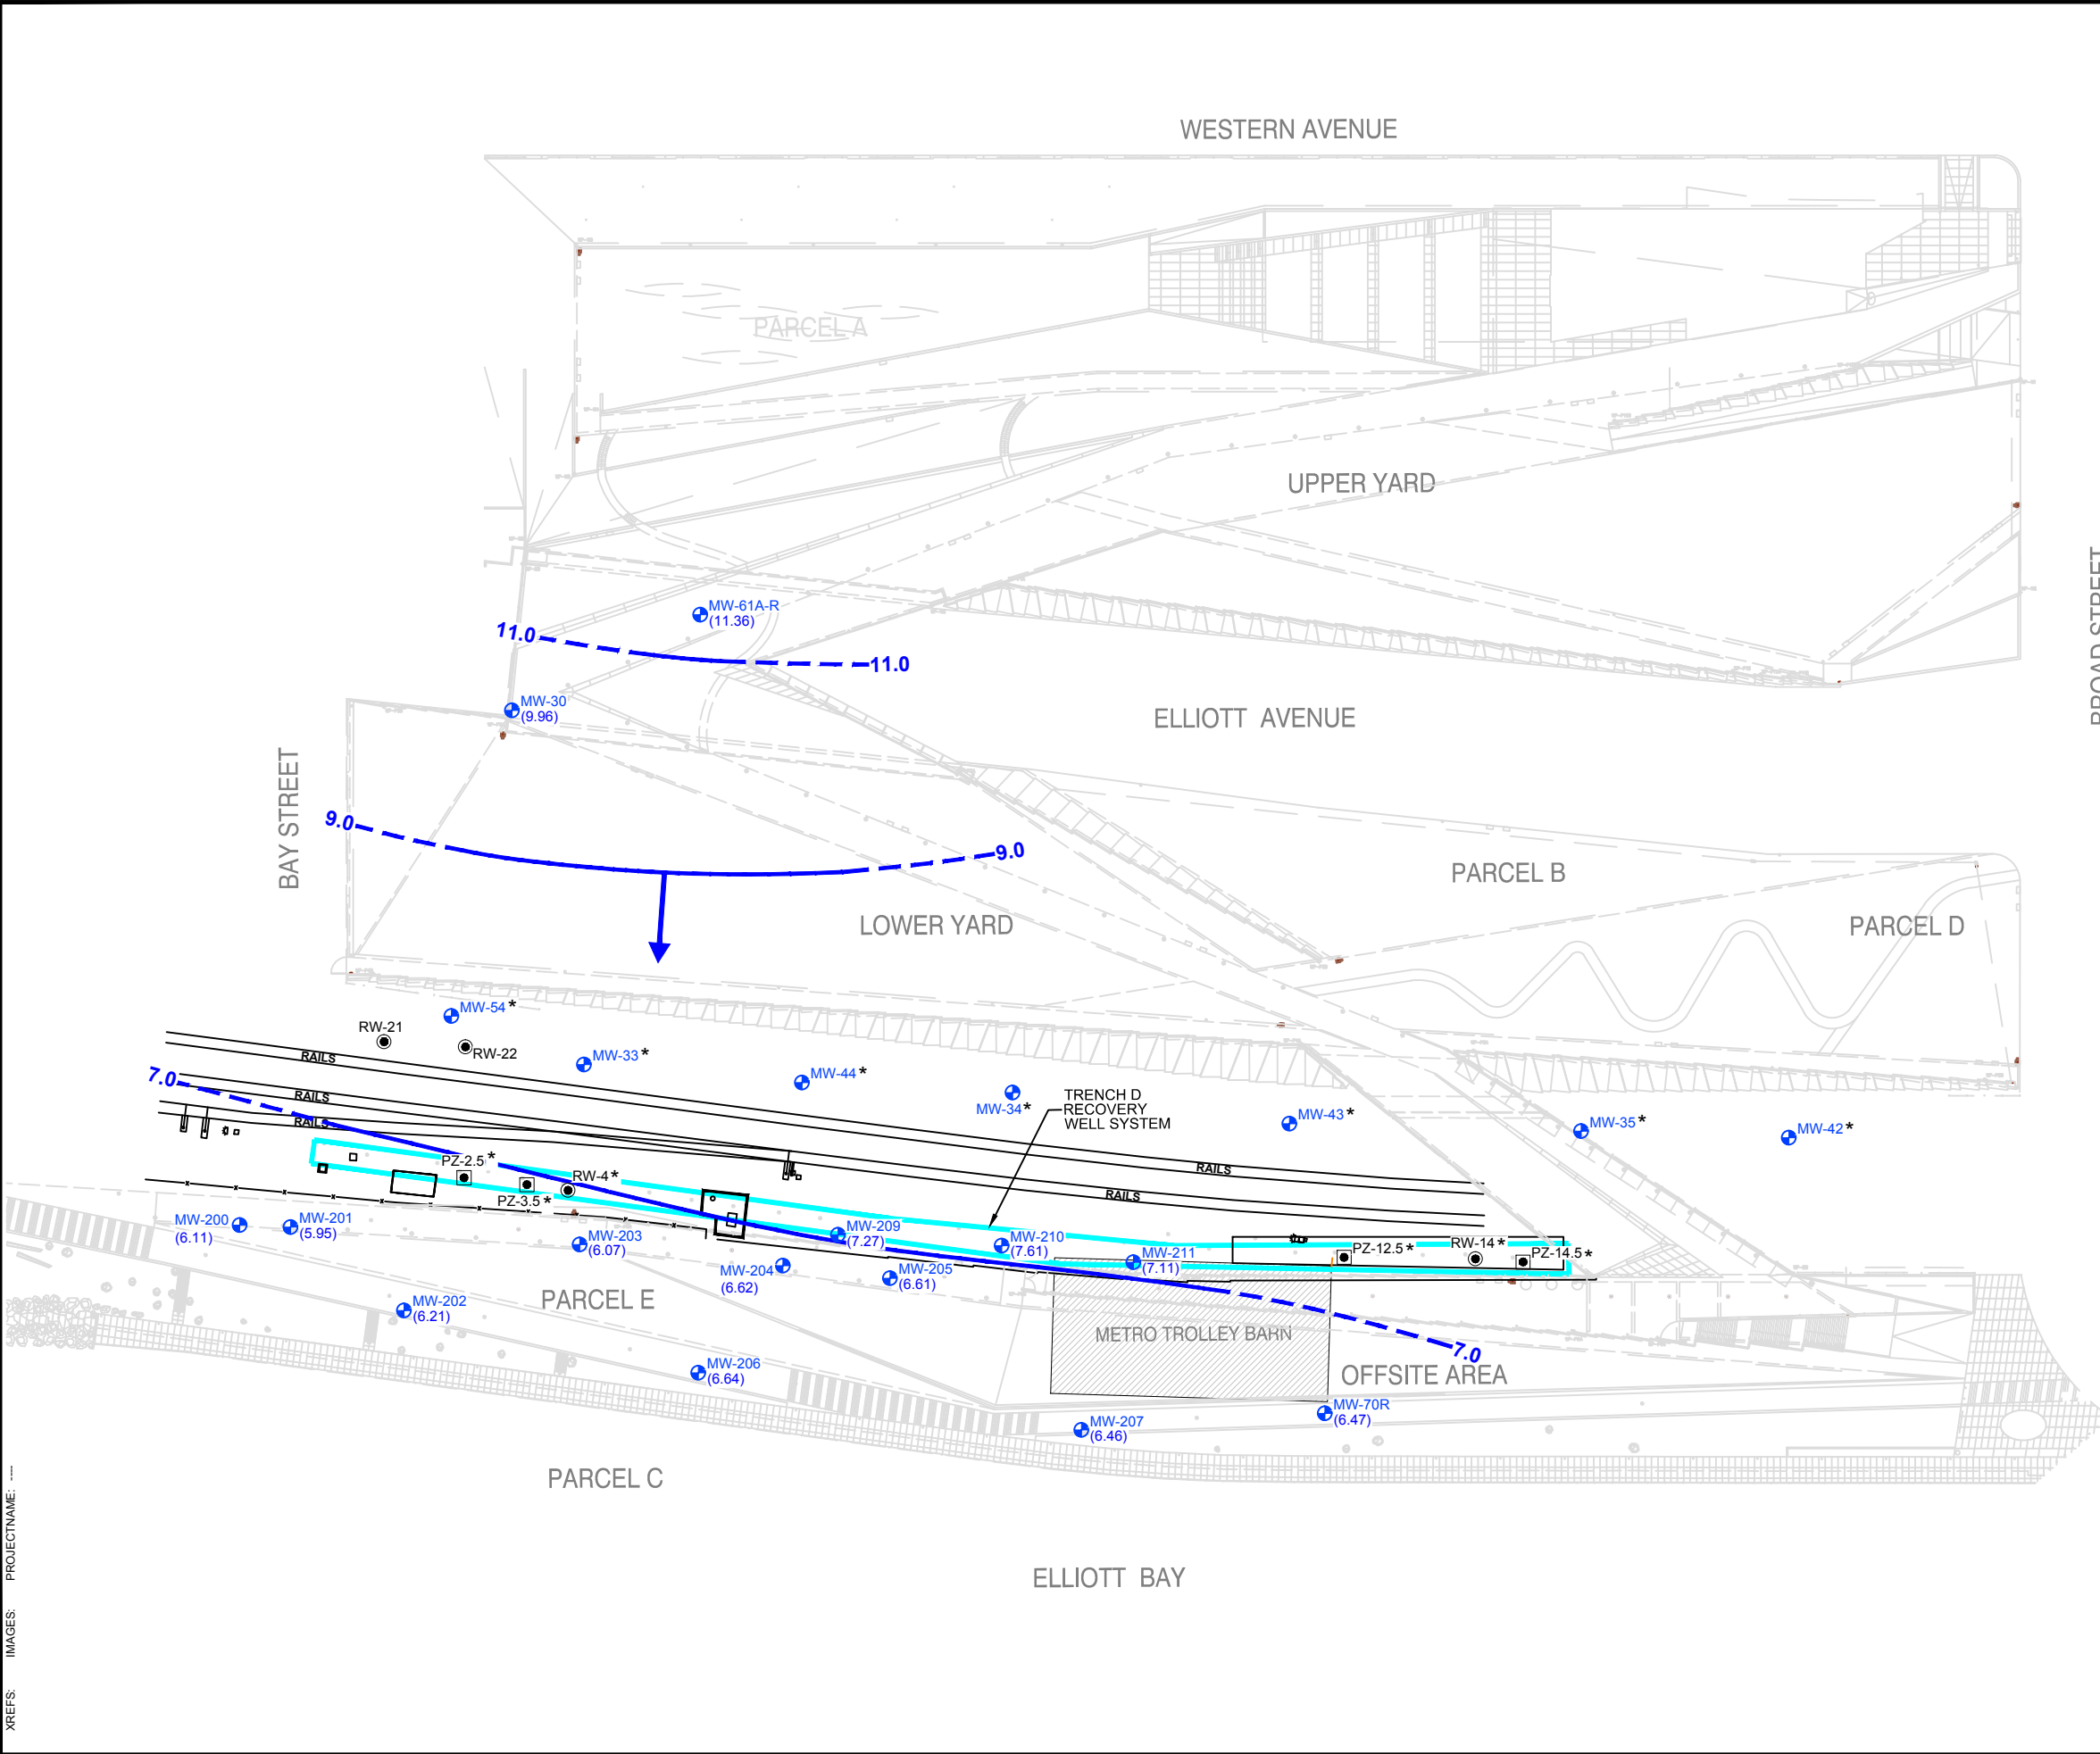 WESTERN AVENUE
PARCEL A
UPPER YARD
BROAD STREET
MW-61A-R
(11.36)
11.0
11.0
MW-30
(9.96)
ELLIOTT AVENUE
BAY STREET
9.0
9.0
PARCEL B
LOWER YARD
PARCEL D
MW-54*
RW-21
RW-22
RAILS
MW-33*
MW-44*
MW-34*
TRENCH D
RECOVERY
WELL SYSTEM
MW-43*
MW-35*
MW-42*
7.0
RAILS
RAILS
RAILS
RAILS
PZ-2.5*
PZ-3.5*
RW-4*
MW-200
(6.11)
MW-201
(5.95)
MW-203
(6.07)
MW-204
(6.62)
MW-209
(7.27)
MW-205
(6.61)
MW-210
(7.61)
MW-211
(7.11)
PZ-12.5*
RW-14*
PZ-14.5*
PARCEL E
MW-202
(6.21)
METRO TROLLEY BARN
7.0
MW-206
(6.64)
OFFSITE AREA
MW-207
(6.46)
MW-70R
(6.47)
PARCEL C
ELLIOTT BAY
XREFS: IMAGES: PROJECTNAME: ----